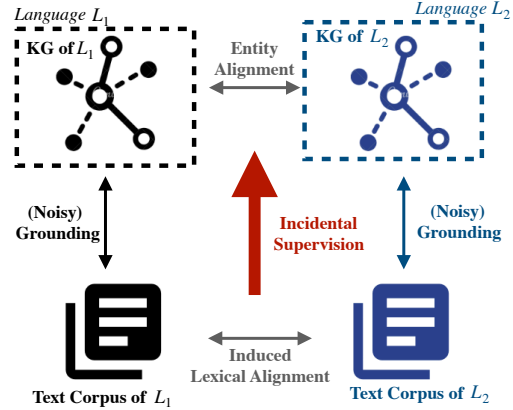 Language L₁
Language L₂
KG of L₁
KG of L₂
Entity
Alignment
(Noisy)
Grounding
Incidental
Supervision
(Noisy)
Grounding
Induced
Lexical Alignment
Text Corpus of L₁
Text Corpus of L₂